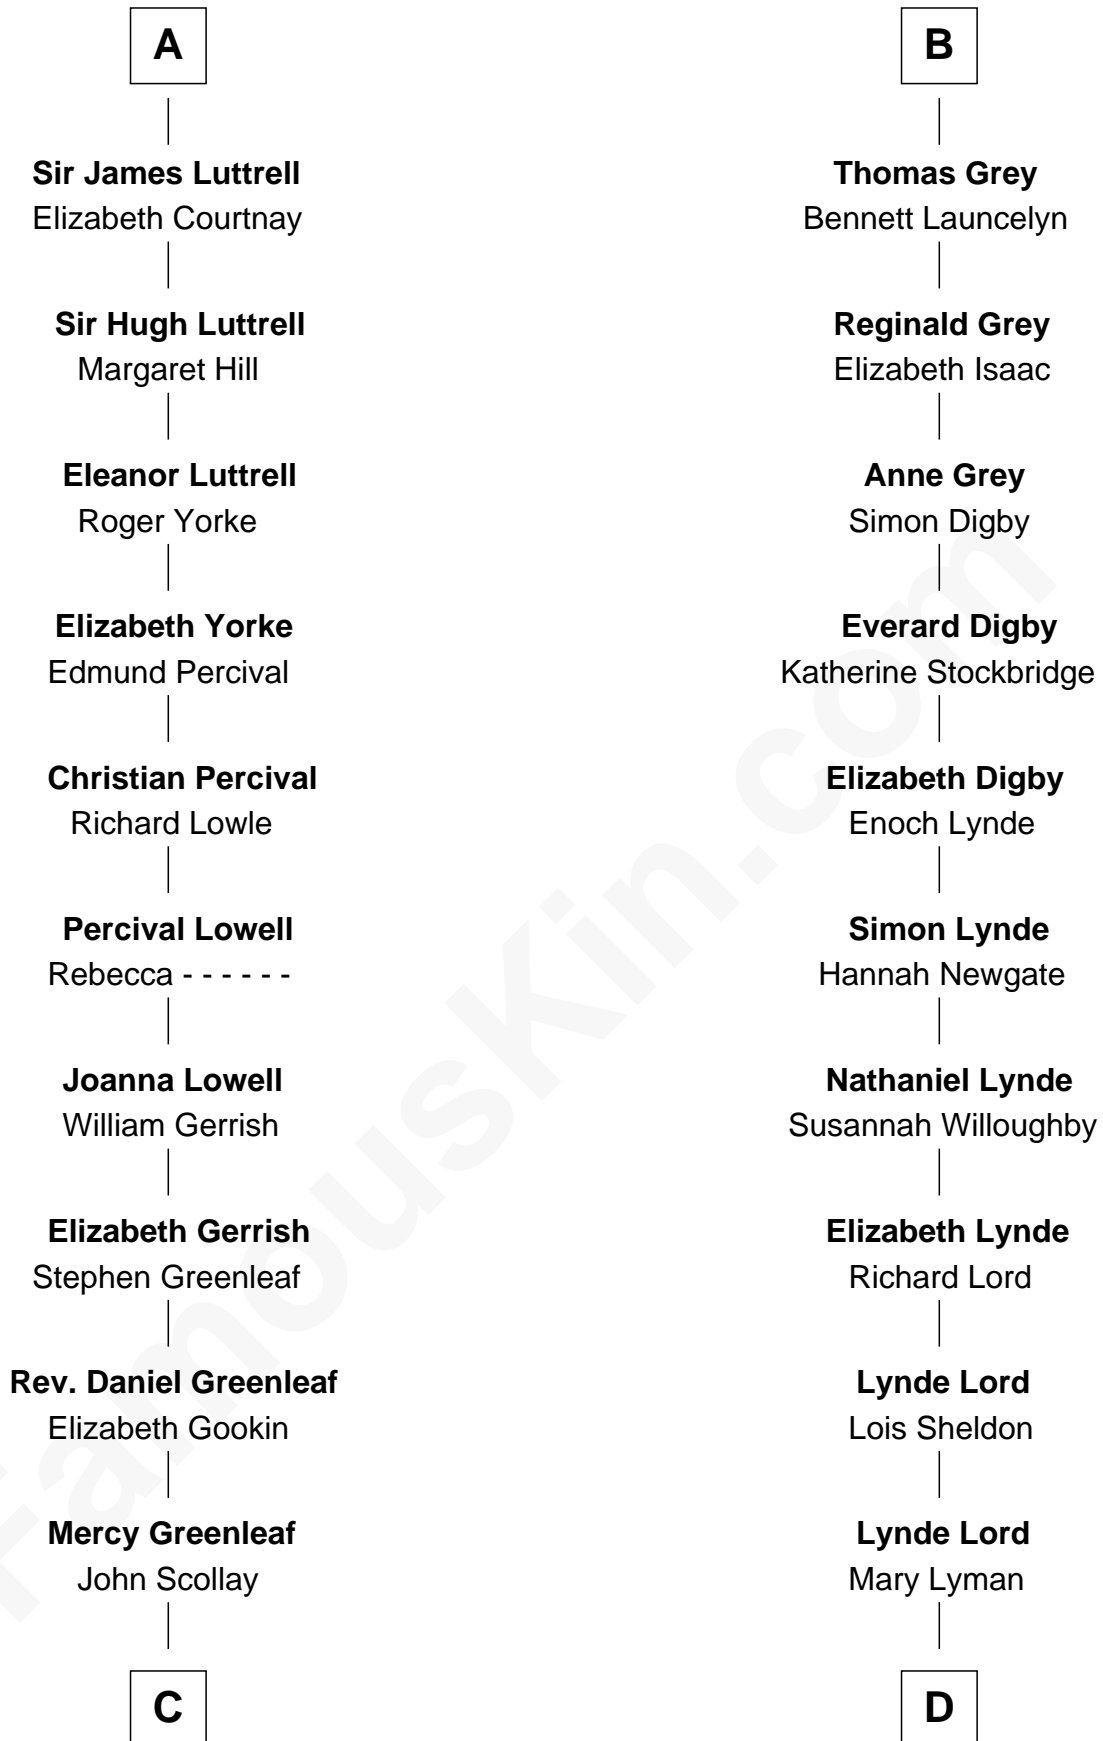 A
Sir James Luttrell
Elizabeth Courtnay
Sir Hugh Luttrell
Margaret Hill
Eleanor Luttrell
Roger Yorke
Elizabeth Yorke
Edmund Percival
Christian Percival
Richard Lowle
Percival Lowell
Rebecca - - - - - -
Joanna Lowell
William Gerrish
Elizabeth Gerrish
Stephen Greenleaf
Rev. Daniel Greenleaf
Elizabeth Gookin
Mercy Greenleaf
John Scollay
C
B
Thomas Grey
Bennett Launcelyn
Reginald Grey
Elizabeth Isaac
Anne Grey
Simon Digby
Everard Digby
Katherine Stockbridge
Elizabeth Digby
Enoch Lynde
Simon Lynde
Hannah Newgate
Nathaniel Lynde
Susannah Willoughby
Elizabeth Lynde
Richard Lord
Lynde Lord
Lois Sheldon
Lynde Lord
Mary Lyman
D
FamousKin.com